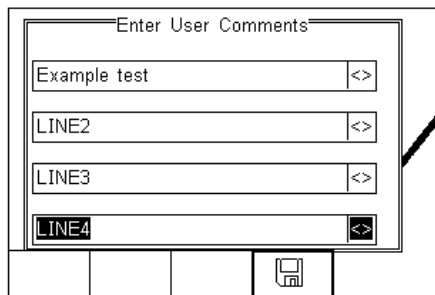 Enter User Comments
Example test <>
LINE2 <>
LINE3 <>
LINE4 <>